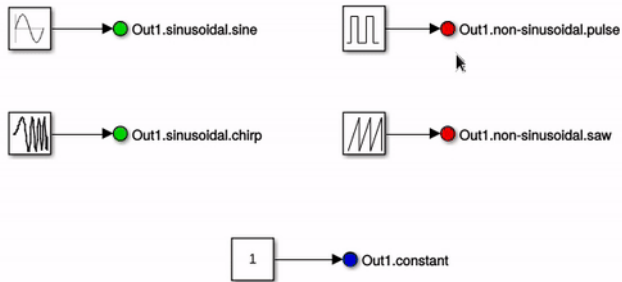 Out1.sinusoidal.sine
Out1.non-sinusoidal.pulse
Out1.sinusoidal.chirp
Out1.non-sinusoidal.saw
1
Out1.constant